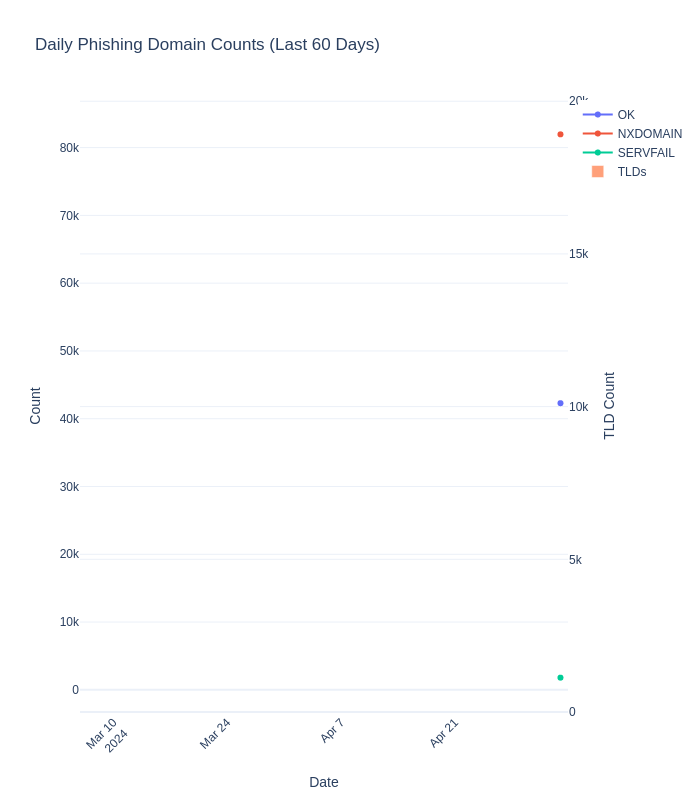 Daily Phishing Domain Counts (Last 60 Days)
20k
OK
NXDOMAIN
SERVFAIL
TLDs
80k
70k
60k
50k
40k
30k
20k
10k
0
15k
10k
5k
0
Count
TLD Count
Mar 10
2024
Mar 24
Apr 7
Apr 21
Date